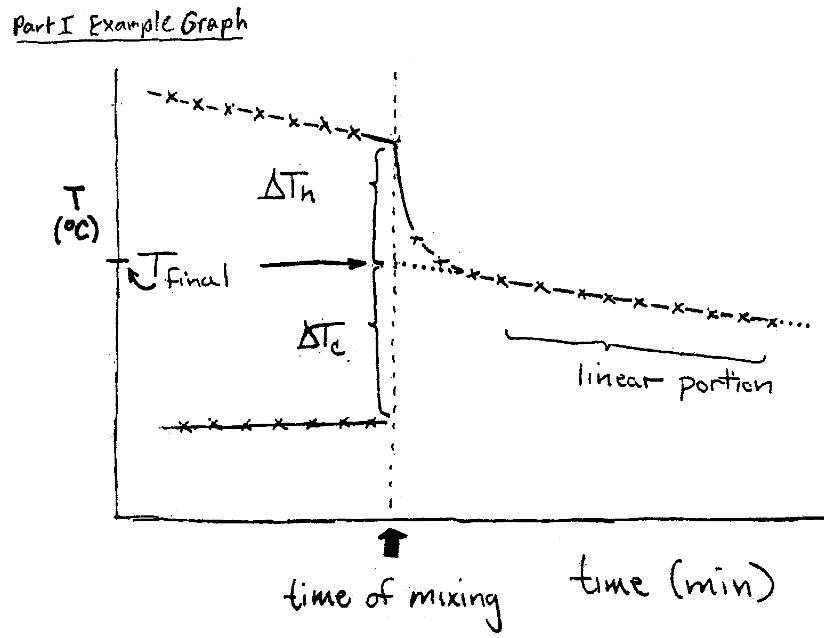 Part I Example Graph
ΔTh
T
(°C)
Tfinal
ΔTc
linear portion
time of mixing
time (min)